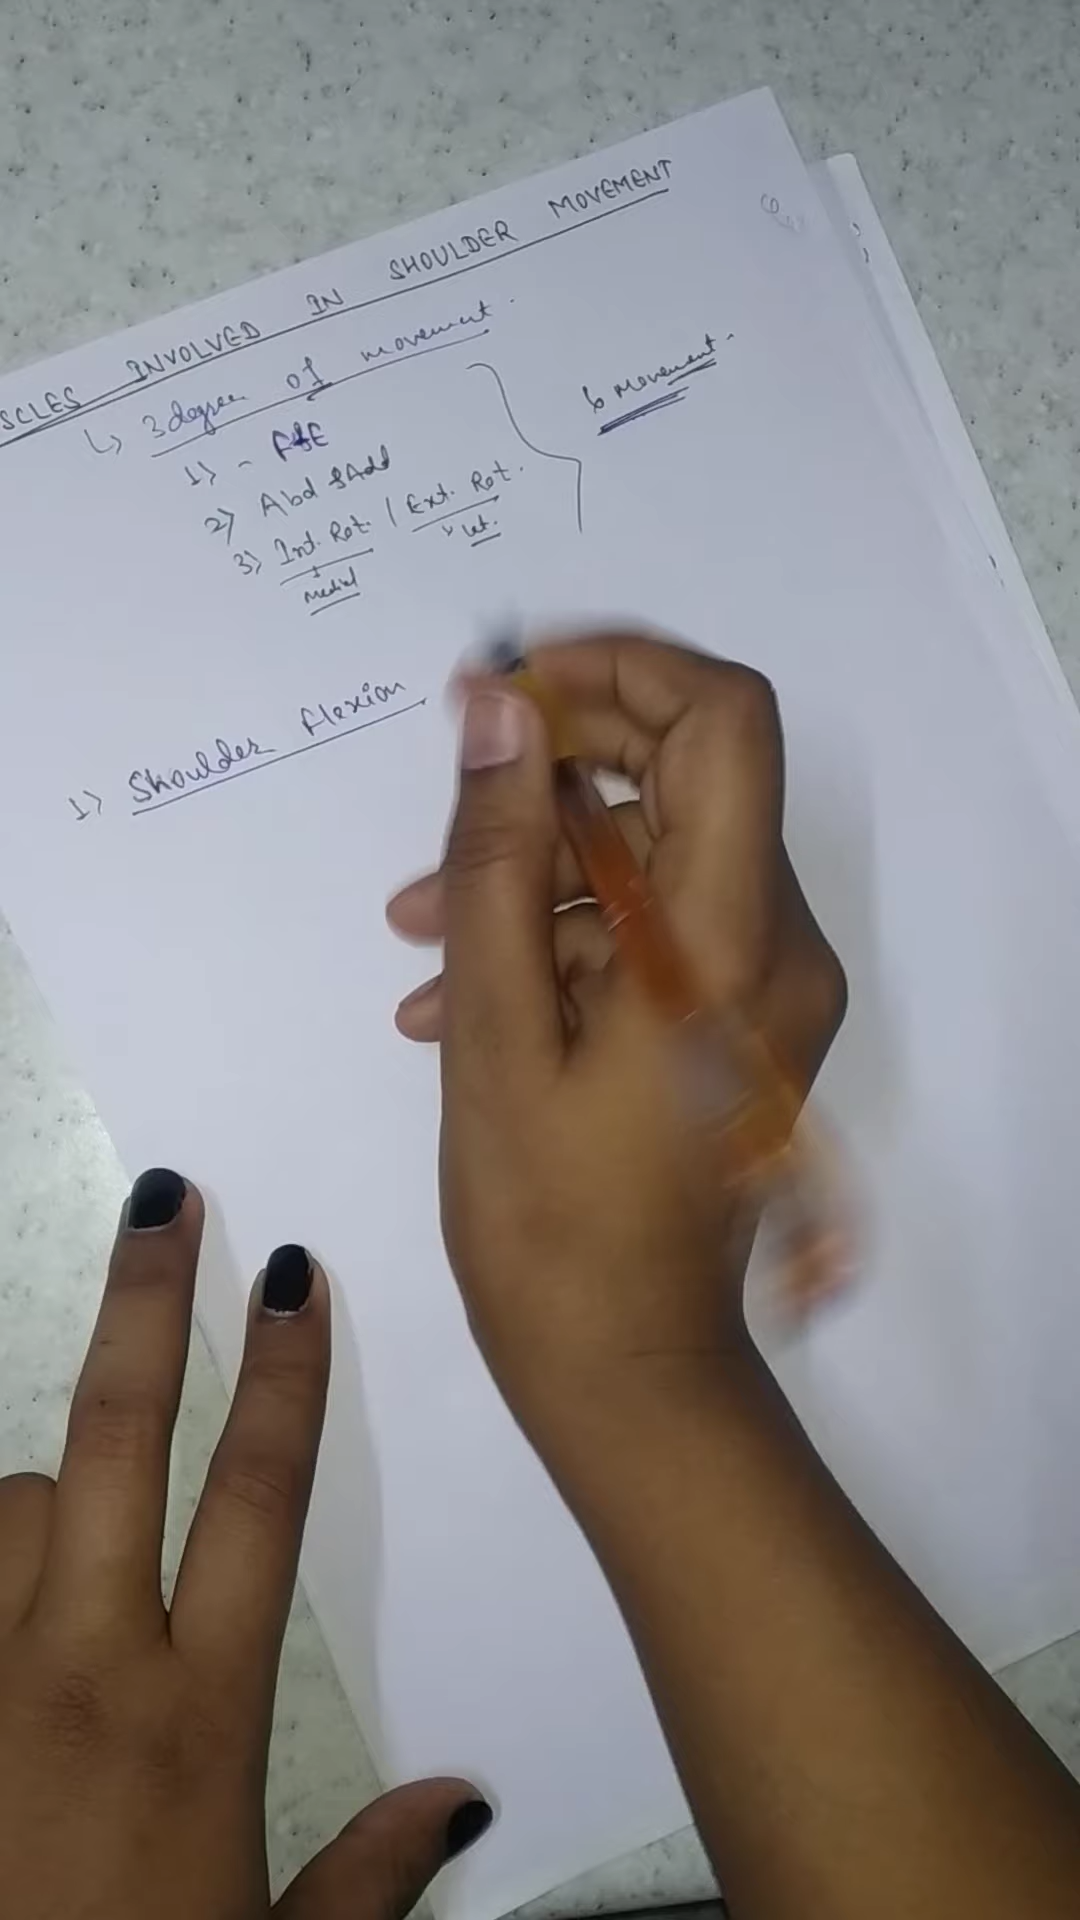 SCLES INVOLVED IN SHOULDER MOVEMENT
↳ 3 degree of movement.
1) - F&E
2) Abd & Add
3) Int. Rot. / Ext. Rot.
Medial
lat.
6 Movement.
1) Shoulder flexion